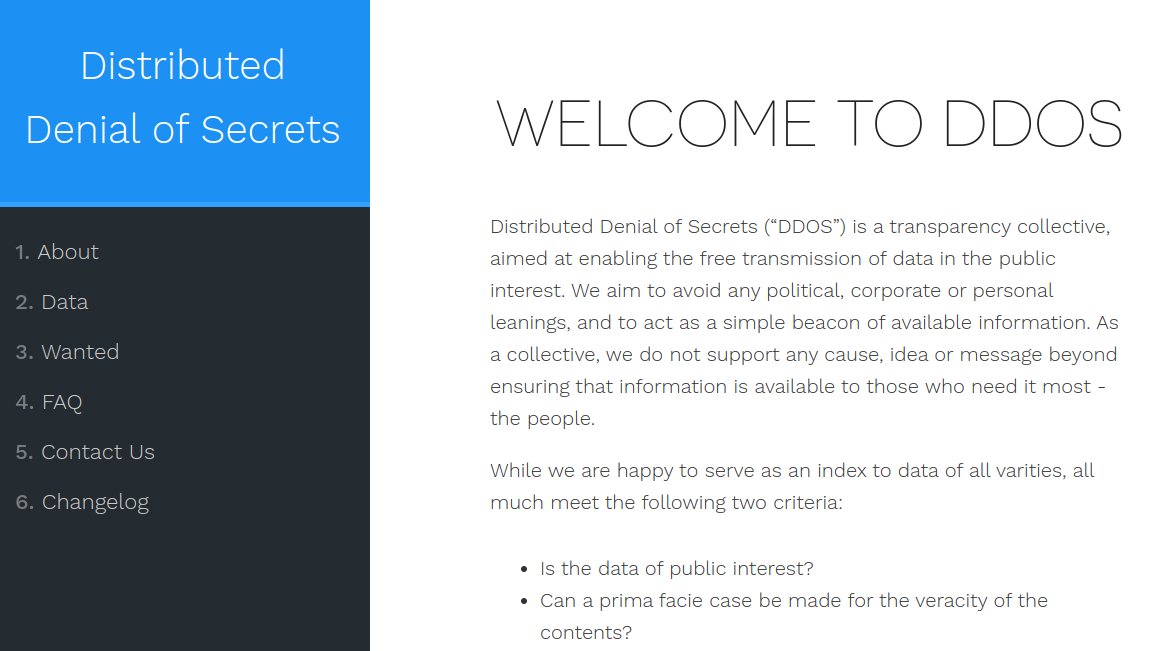 Distributed
Denial of Secrets
1. About
2. Data
3. Wanted
4. FAQ
5. Contact Us
6. Changelog
WELCOME TO DDOS
Distributed Denial of Secrets (“DDOS”) is a transparency collective,
aimed at enabling the free transmission of data in the public
interest. We aim to avoid any political, corporate or personal
leanings, and to act as a simple beacon of available information. As
a collective, we do not support any cause, idea or message beyond
ensuring that information is available to those who need it most -
the people.
While we are happy to serve as an index to data of all varities, all
much meet the following two criteria:
• Is the data of public interest?
• Can a prima facie case be made for the veracity of the
contents?